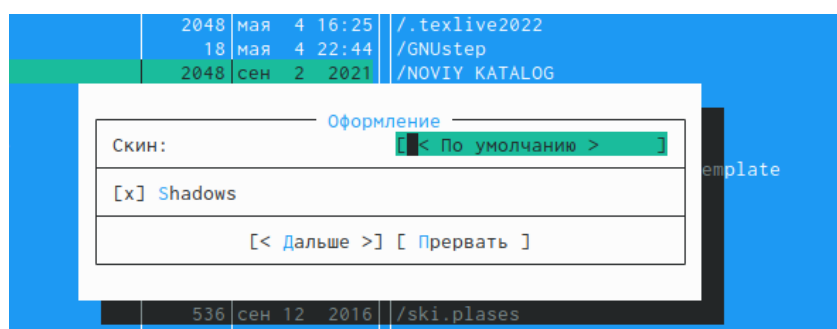 2048 мая 4 16:25 /.texlive2022
18 мая 4 22:44 /GNUstep
2048 сен 2 2021 /NOVIY KATALOG
Оформление
Скин: [ < По умолчанию > ]
emplate
[x] Shadows
[< Дальше >] [ Прервать ]
536 сен 12 2016 /ski.plases